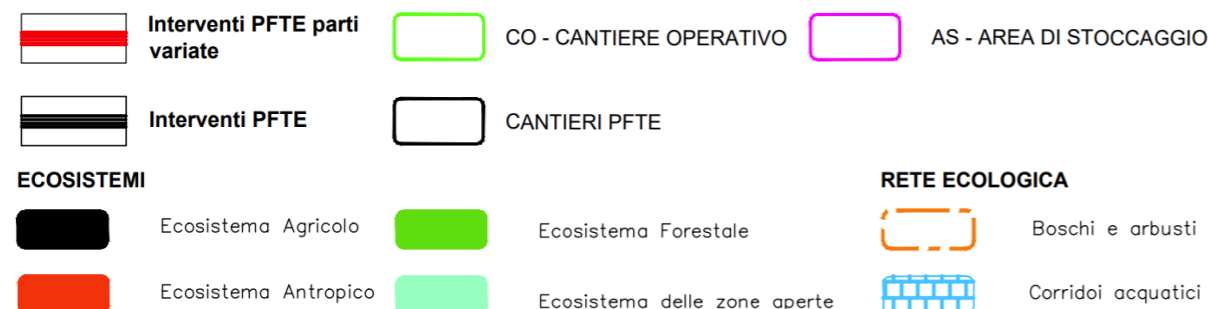 Interventi PFTE parti
variate
CO - CANTIERE OPERATIVO
AS - AREA DI STOCCAGGIO
Interventi PFTE
CANTIERI PFTE
ECOSISTEMI
RETE ECOLOGICA
Ecosistema Agricolo
Ecosistema Forestale
Boschi e arbusti
Ecosistema Antropico
Ecosistema delle zone aperte
Corridoi acquatici